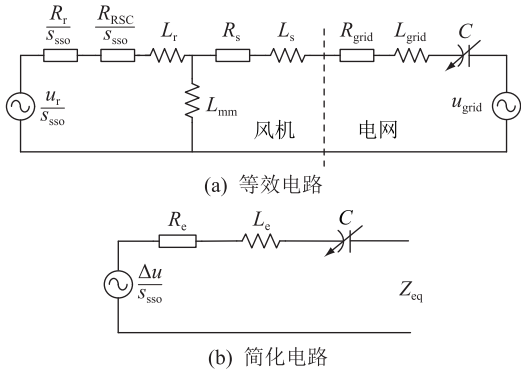 R_r/s_sso R_RSC/s_sso L_r R_s L_s R_grid L_grid C
u_r/s_sso L_mm 风机 电网 u_grid
(a) 等效电路
R_e L_e C
Δu/s_sso Z_eq
(b) 简化电路